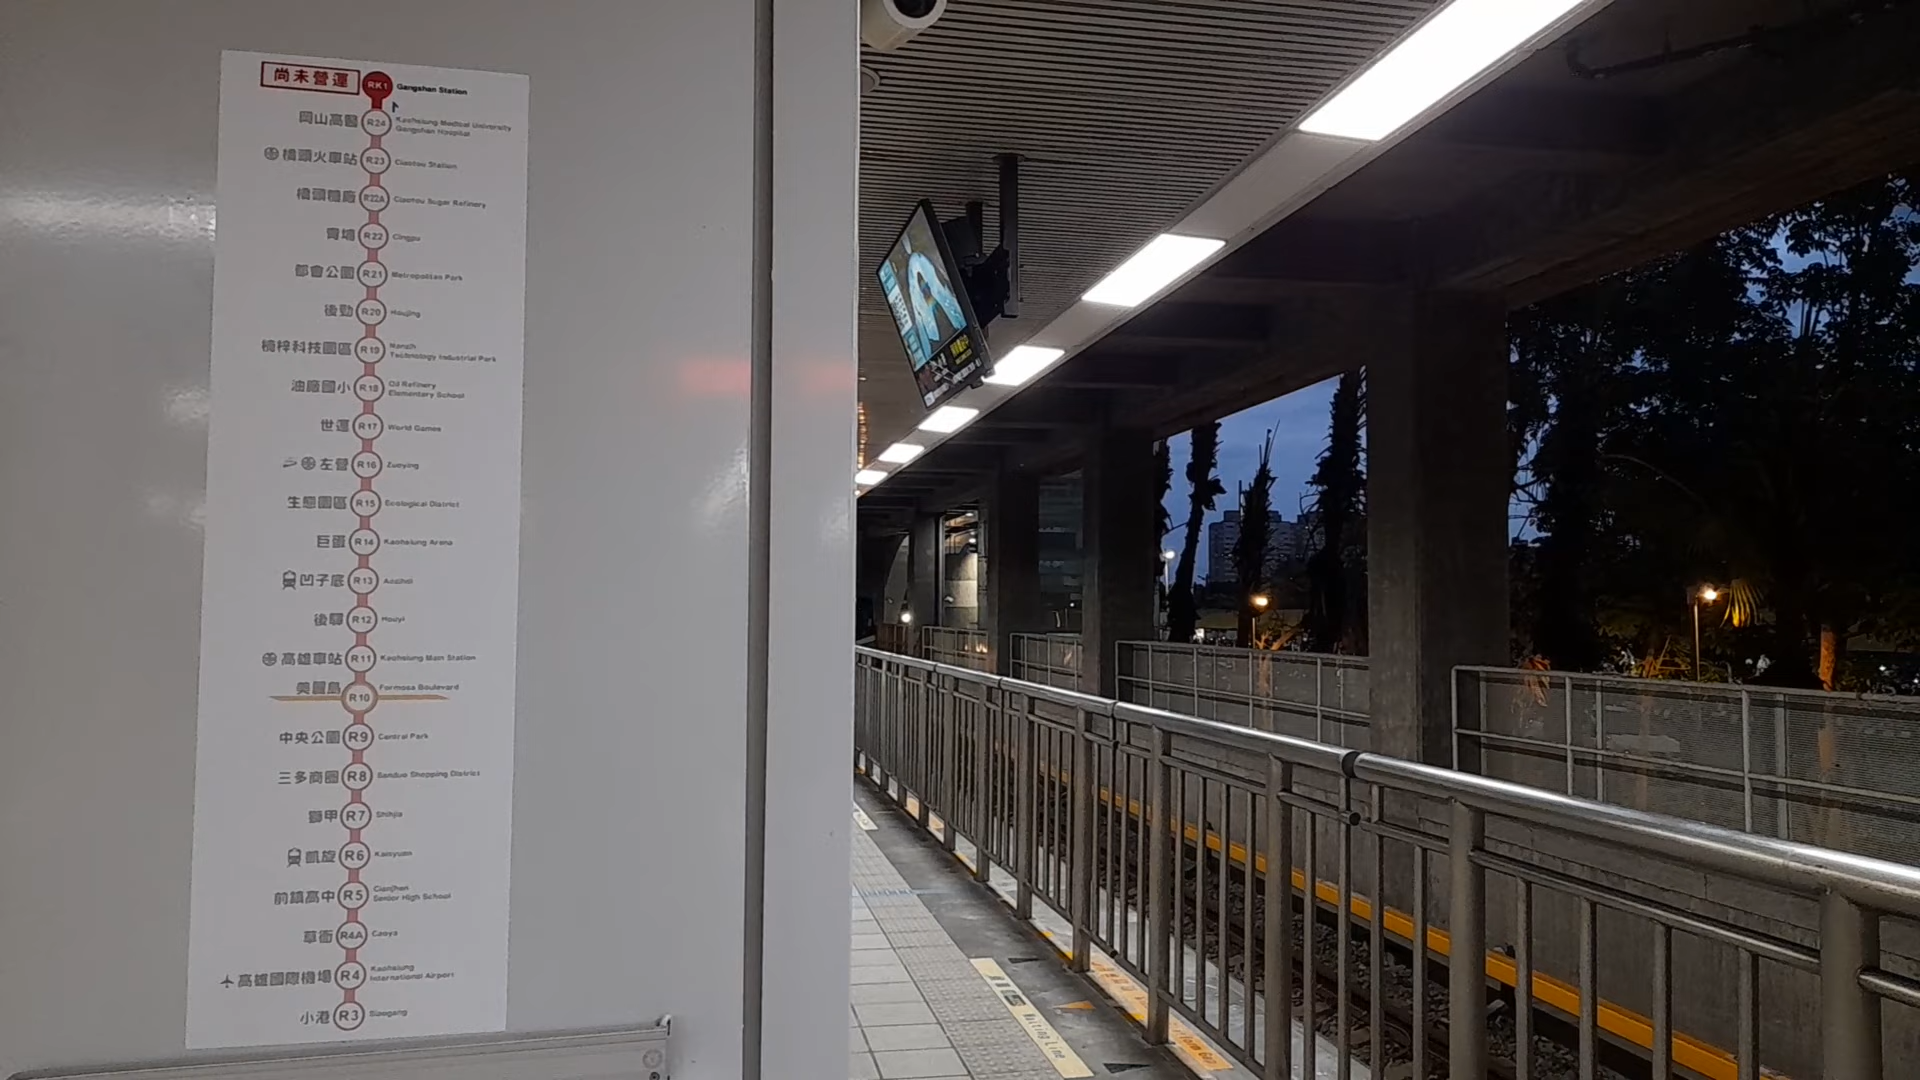 尚未營運 RK1 Gangshan Station
岡山高醫 R24 Kaohsiung Medical University
Gangshan Hospital
橋頭火車站 R23 Ciaotou Station
橋頭糖廠 R22A Ciaotou Sugar Refinery
青埔 R22 Cingpu
都會公園 R21 Metropolitan Park
後勁 R20 Houjing
楠梓科技園區 R19 Nanzih
Technology Industrial Park
油廠國小 R18 Oil Refinery
Elementary School
世運 R17 World Games
左營 R16 Zuoying
生態園區 R15 Ecological District
巨蛋 R14 Kaohsiung Arena
凹子底 R13 Aozihdi
後驛 R12 Houyi
高雄車站 R11 Kaohsiung Main Station
美麗島 R10 Formosa Boulevard
中央公園 R9 Central Park
三多商圈 R8 Sanduo Shopping District
獅甲 R7 Shihjia
凱旋 R6 Kaisyuan
前鎮高中 R5 Cianjhen
Senior High School
草衙 R4A Caoya
高雄國際機場 R4 Kaohsiung
International Airport
小港 R3 Siaogang
Waiting Line